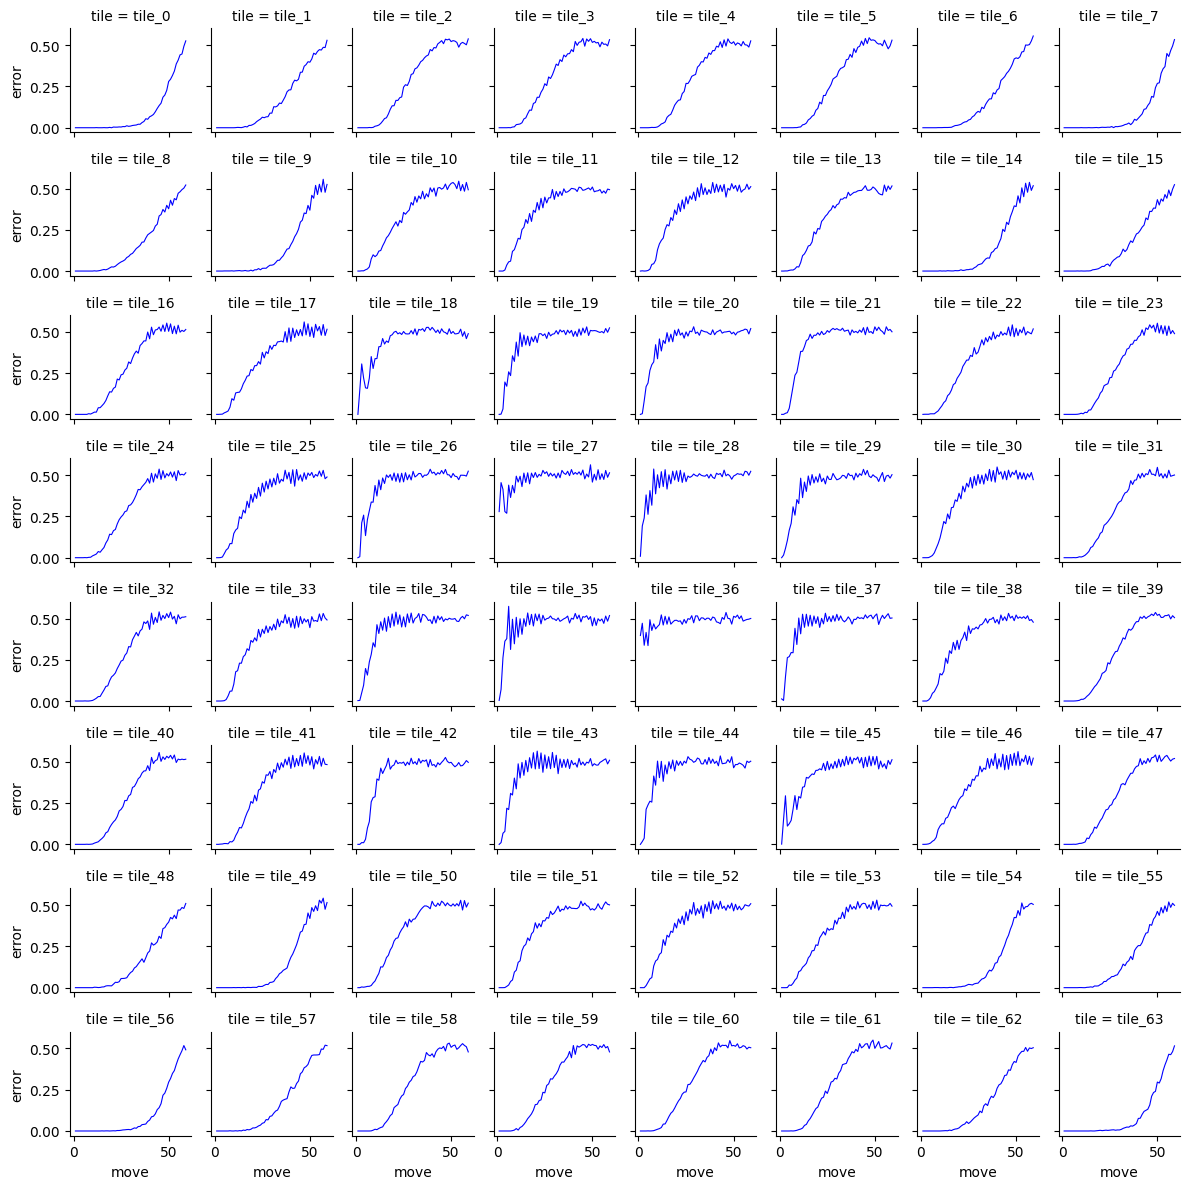 tile = tile_0 tile = tile_1 tile = tile_2 tile = tile_3 tile = tile_4 tile = tile_5 tile = tile_6 tile = tile_7
0.50
error
0.25
0.00
tile = tile_8 tile = tile_9 tile = tile_10 tile = tile_11 tile = tile_12 tile = tile_13 tile = tile_14 tile = tile_15
0.50
error
0.25
0.00
tile = tile_16 tile = tile_17 tile = tile_18 tile = tile_19 tile = tile_20 tile = tile_21 tile = tile_22 tile = tile_23
0.50
error
0.25
0.00
tile = tile_24 tile = tile_25 tile = tile_26 tile = tile_27 tile = tile_28 tile = tile_29 tile = tile_30 tile = tile_31
0.50
error
0.25
0.00
tile = tile_32 tile = tile_33 tile = tile_34 tile = tile_35 tile = tile_36 tile = tile_37 tile = tile_38 tile = tile_39
0.50
error
0.25
0.00
tile = tile_40 tile = tile_41 tile = tile_42 tile = tile_43 tile = tile_44 tile = tile_45 tile = tile_46 tile = tile_47
0.50
error
0.25
0.00
tile = tile_48 tile = tile_49 tile = tile_50 tile = tile_51 tile = tile_52 tile = tile_53 tile = tile_54 tile = tile_55
0.50
error
0.25
0.00
tile = tile_56 tile = tile_57 tile = tile_58 tile = tile_59 tile = tile_60 tile = tile_61 tile = tile_62 tile = tile_63
0.50
error
0.25
0.00
0 50 0 50 0 50 0 50 0 50 0 50 0 50 0 50
move move move move move move move move